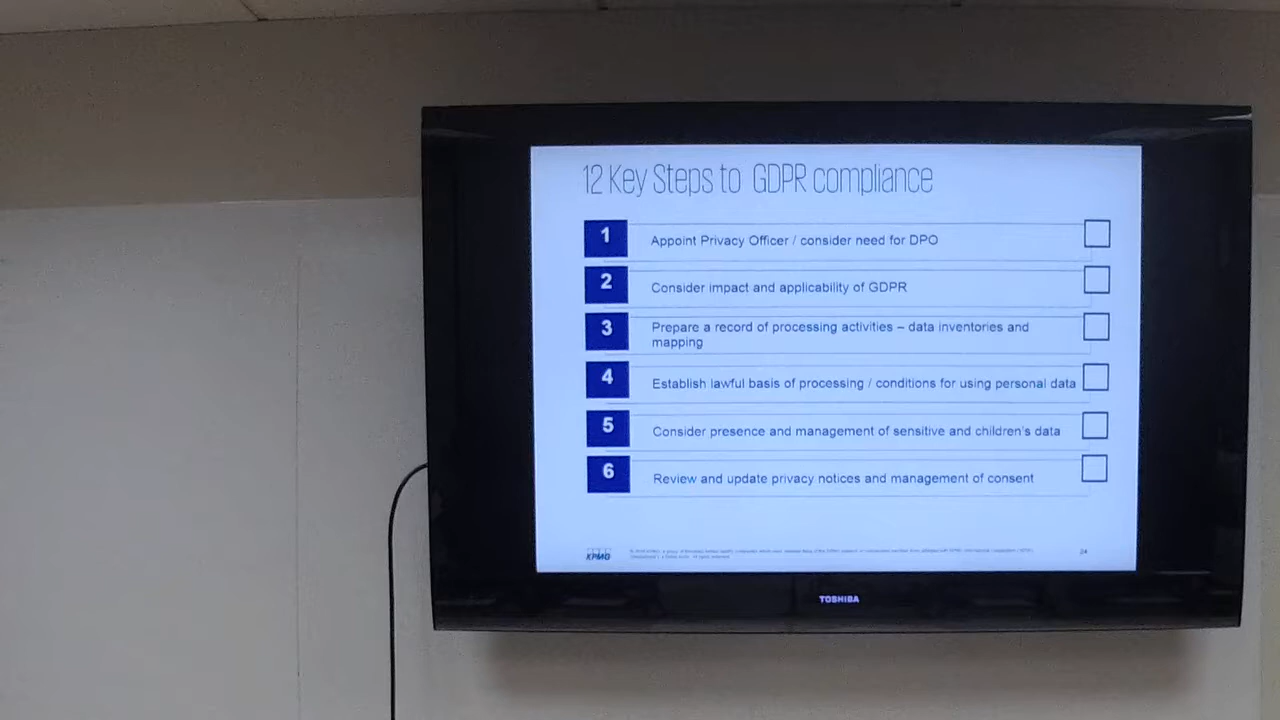 12 Key Steps to GDPR compliance
1
Appoint Privacy Officer / consider need for DPO
2
Consider impact and applicability of GDPR
3
Prepare a record of processing activities – data inventories and
mapping
4
Establish lawful basis of processing / conditions for using personal data
5
Consider presence and management of sensitive and children's data
6
Review and update privacy notices and management of consent
KPMG
24
TOSHIBA